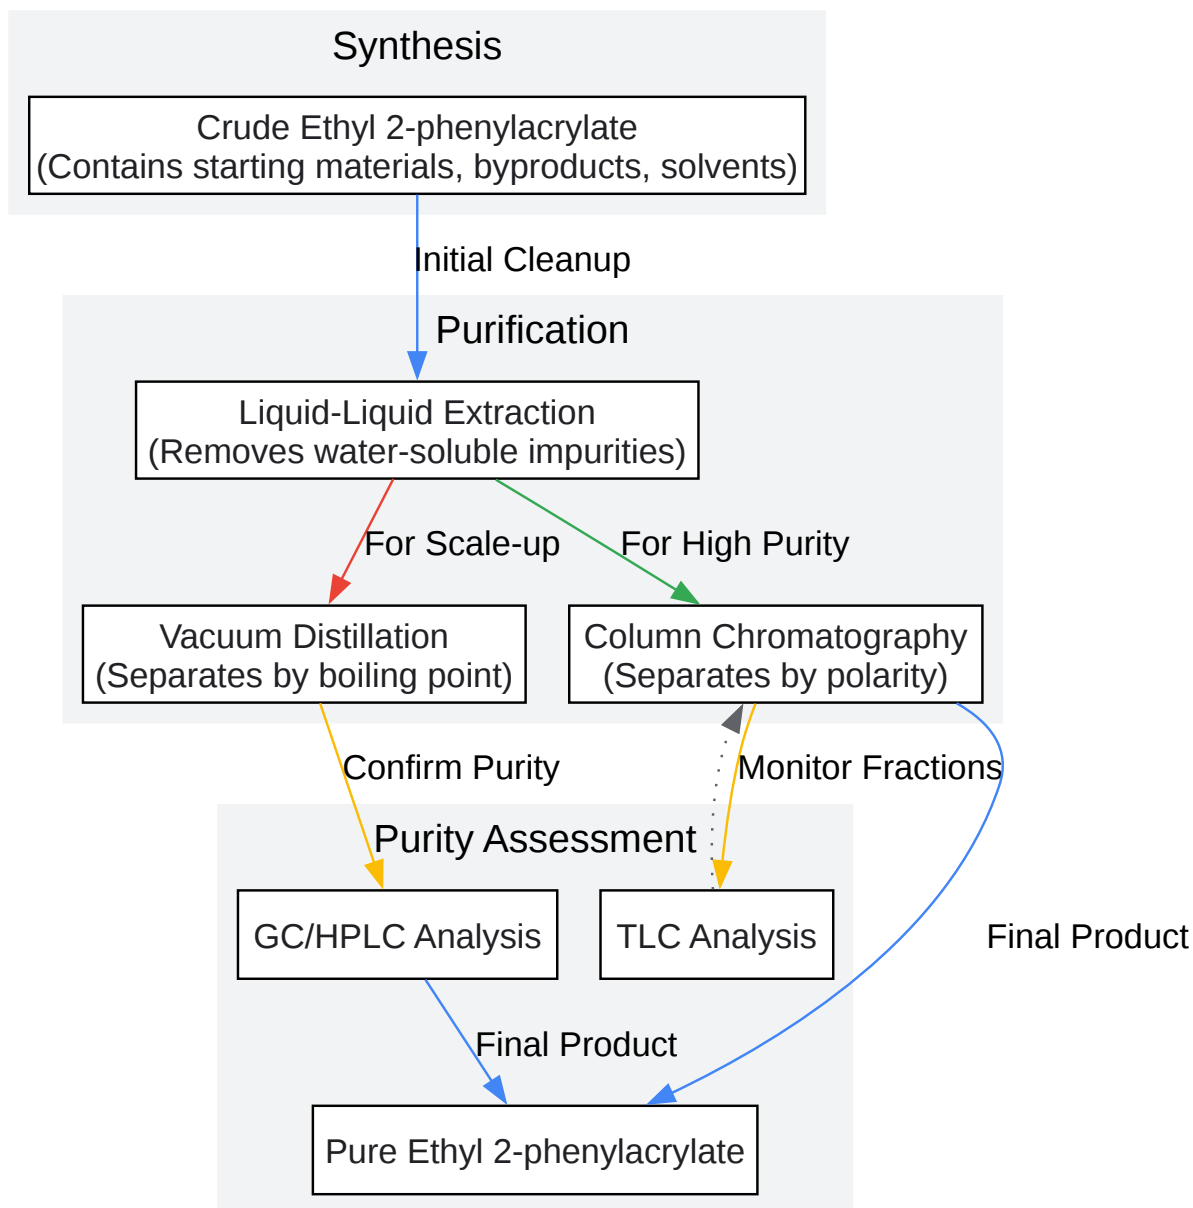 Synthesis
Crude Ethyl 2-phenylacrylate
(Contains starting materials, byproducts, solvents)
Initial Cleanup
Purification
Liquid-Liquid Extraction
(Removes water-soluble impurities)
For Scale-up
For High Purity
Vacuum Distillation
(Separates by boiling point)
Column Chromatography
(Separates by polarity)
Confirm Purity
Monitor Fractions
Purity Assessment
GC/HPLC Analysis
TLC Analysis
Final Product
Final Product
Pure Ethyl 2-phenylacrylate